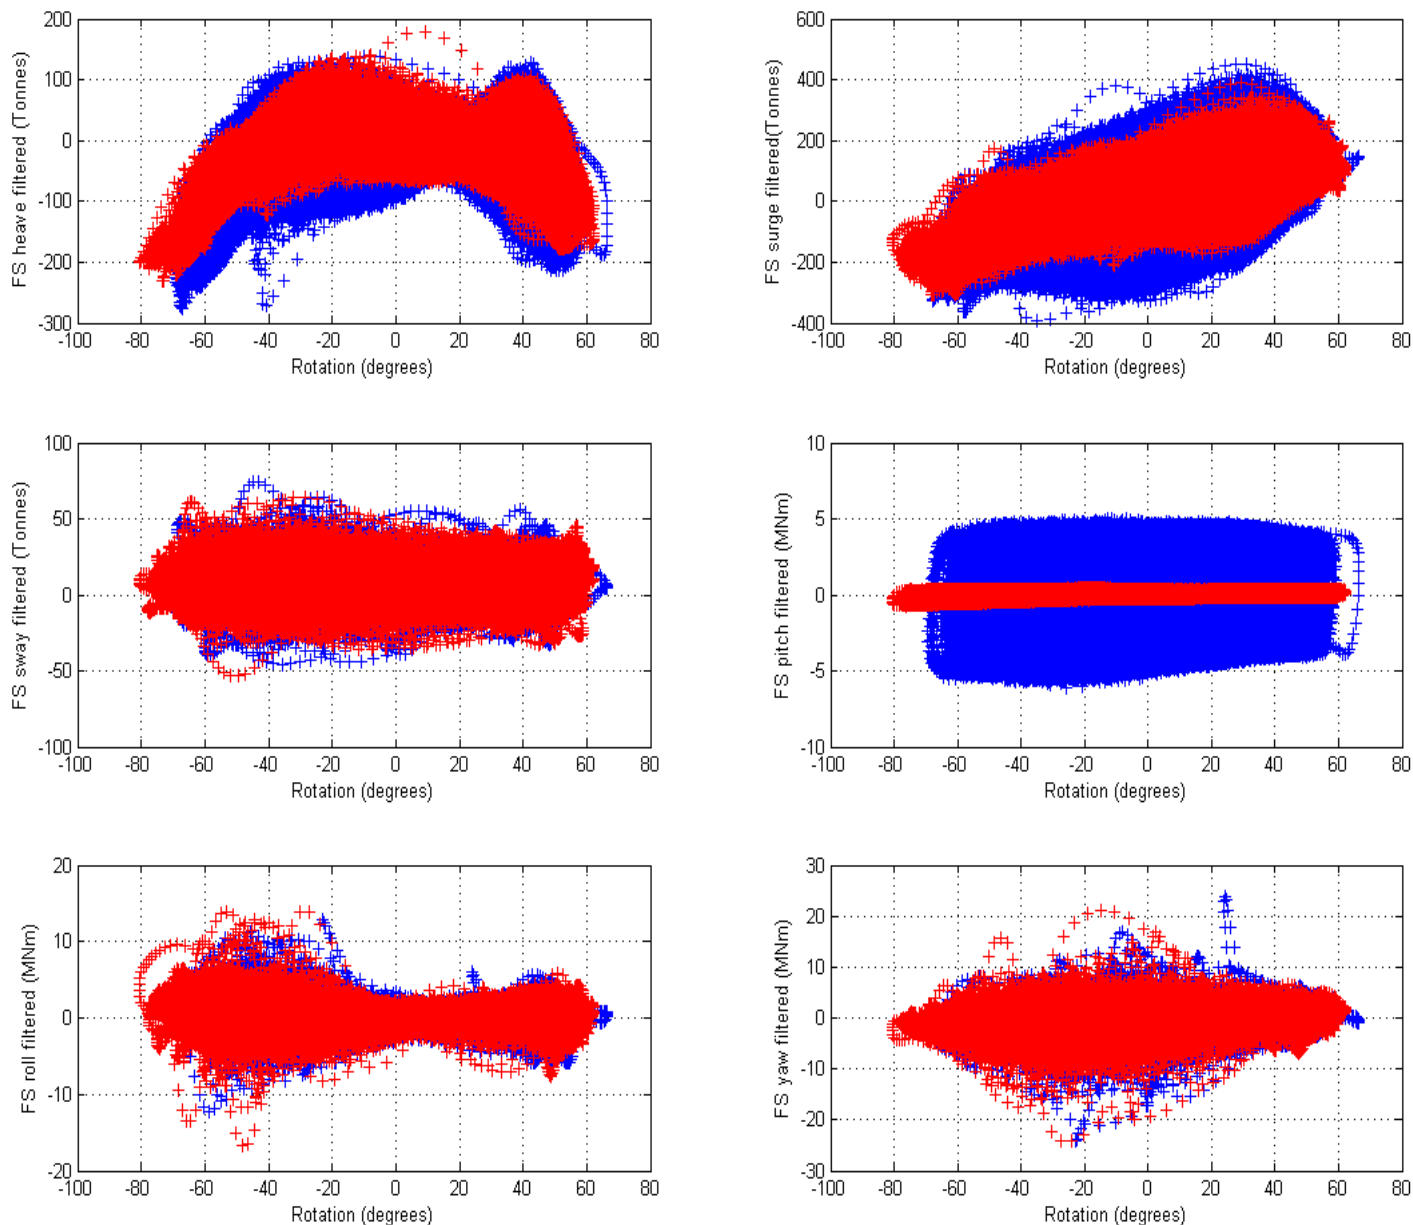 200
100
0
-100
-200
-300
-100 -80 -60 -40 -20 0 20 40 60 80
Rotation (degrees)
FS heave filtered (Tonnes)
600
400
200
0
-200
-400
-100 -80 -60 -40 -20 0 20 40 60 80
Rotation (degrees)
FS surge filtered(Tonnes)
100
50
0
-50
-100
-100 -80 -60 -40 -20 0 20 40 60 80
Rotation (degrees)
FS sway filtered (Tonnes)
10
5
0
-5
-10
-100 -80 -60 -40 -20 0 20 40 60 80
Rotation (degrees)
FS pitch filtered (MNm)
20
10
0
-10
-20
-100 -80 -60 -40 -20 0 20 40 60 80
Rotation (degrees)
FS roll filtered (MNm)
30
20
10
0
-10
-20
-30
-100 -80 -60 -40 -20 0 20 40 60 80
Rotation (degrees)
FS yaw filtered (MNm)